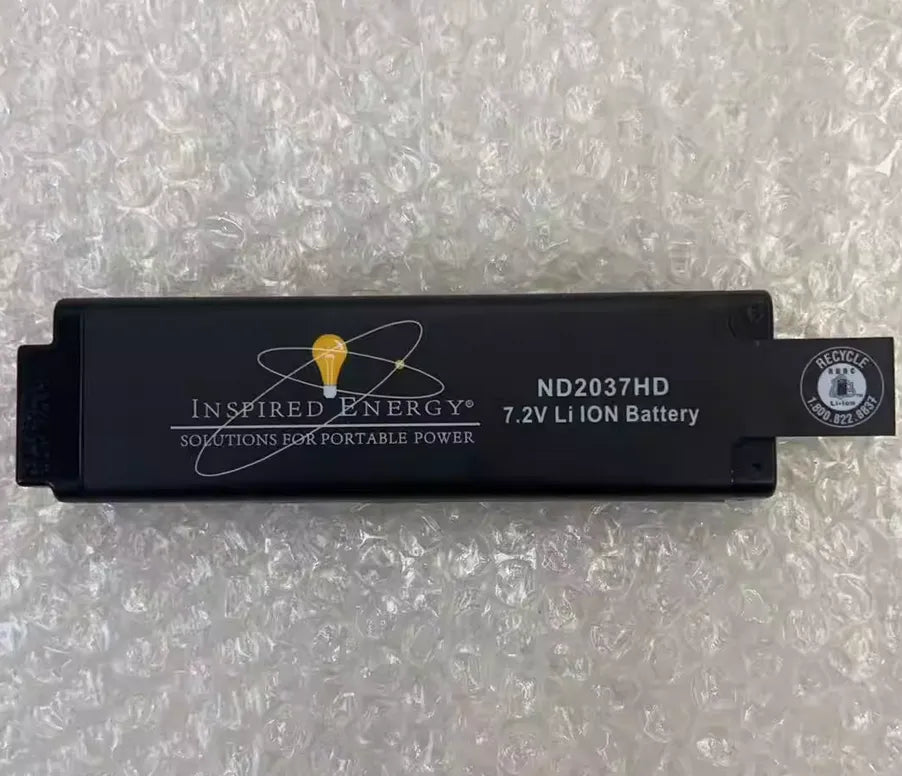 INSPIRED ENERGY®
SOLUTIONS FOR PORTABLE POWER
ND2037HD
7.2V Li ION Battery
RECYCLE
RBRC
Li-Ion
1.800.822.8837